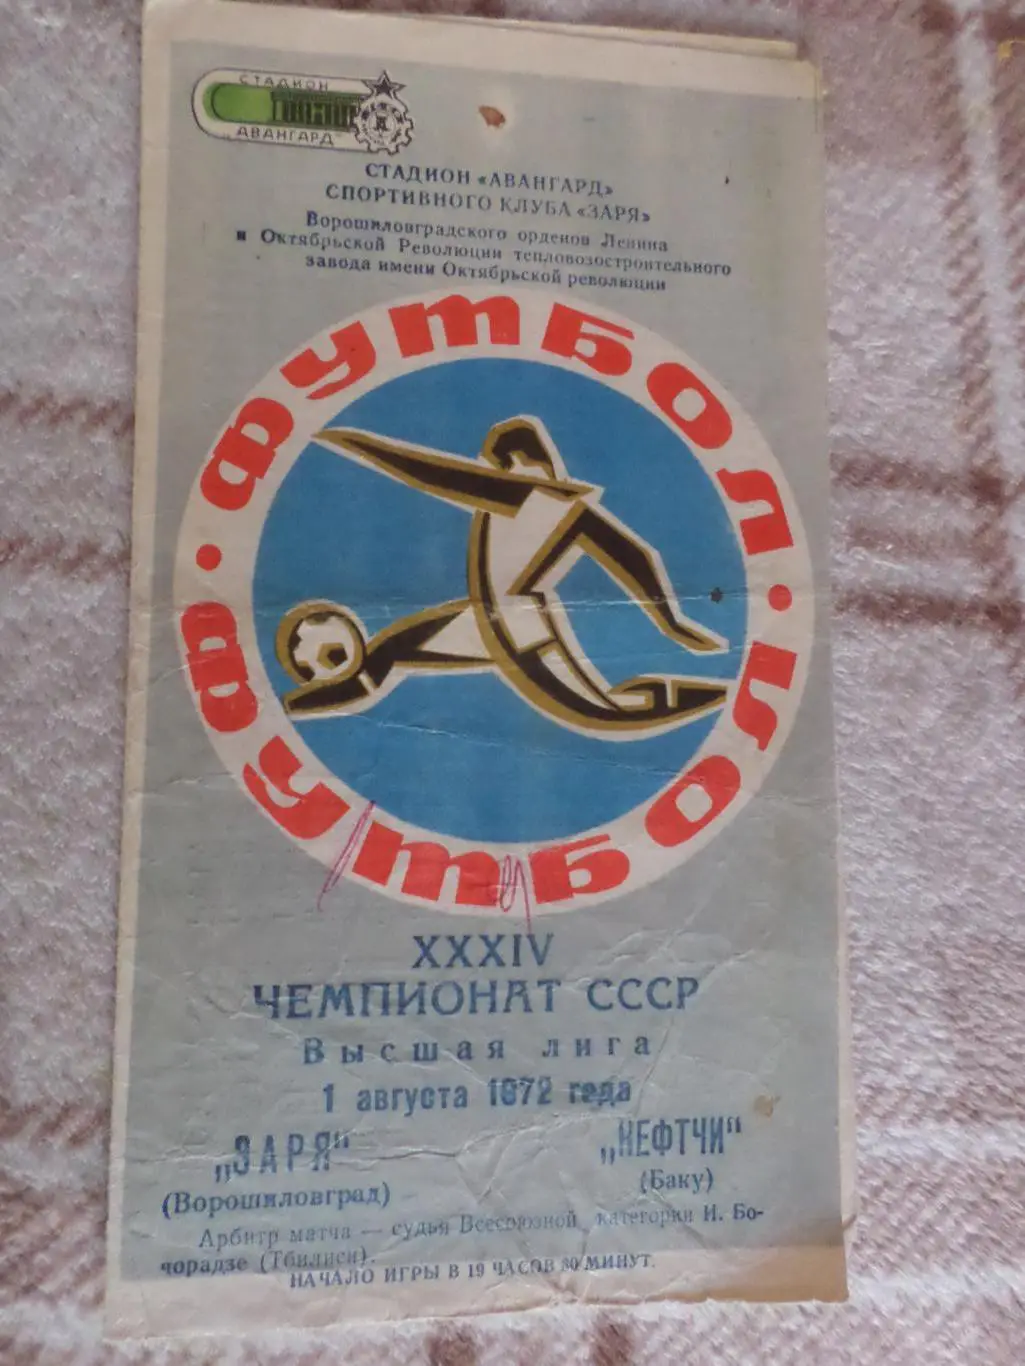 СТАДИОН
„АВАНГАРД"
СТАДИОН «АВАНГАРД»
СПОРТИВНОГО КЛУБА «ЗАРЯ»
Ворошиловградского орденов Ленина
и Октябрьской Революции тепловозостроительного
завода имени Октябрьской революции
ФУТБОЛ • ФУТБОЛ •
XXXIV
ЧЕМПИОНАТ СССР
Высшая лига
1 августа 1972 года
„ЗАРЯ" „НЕФТЧИ"
(Ворошиловград) (Баку)
Арбитр матча — судья Всесоюзной категории И. Бо-
чорадзе (Тбилиси).
НАЧАЛО ИГРЫ В 19 ЧАСОВ 30 МИНУТ.